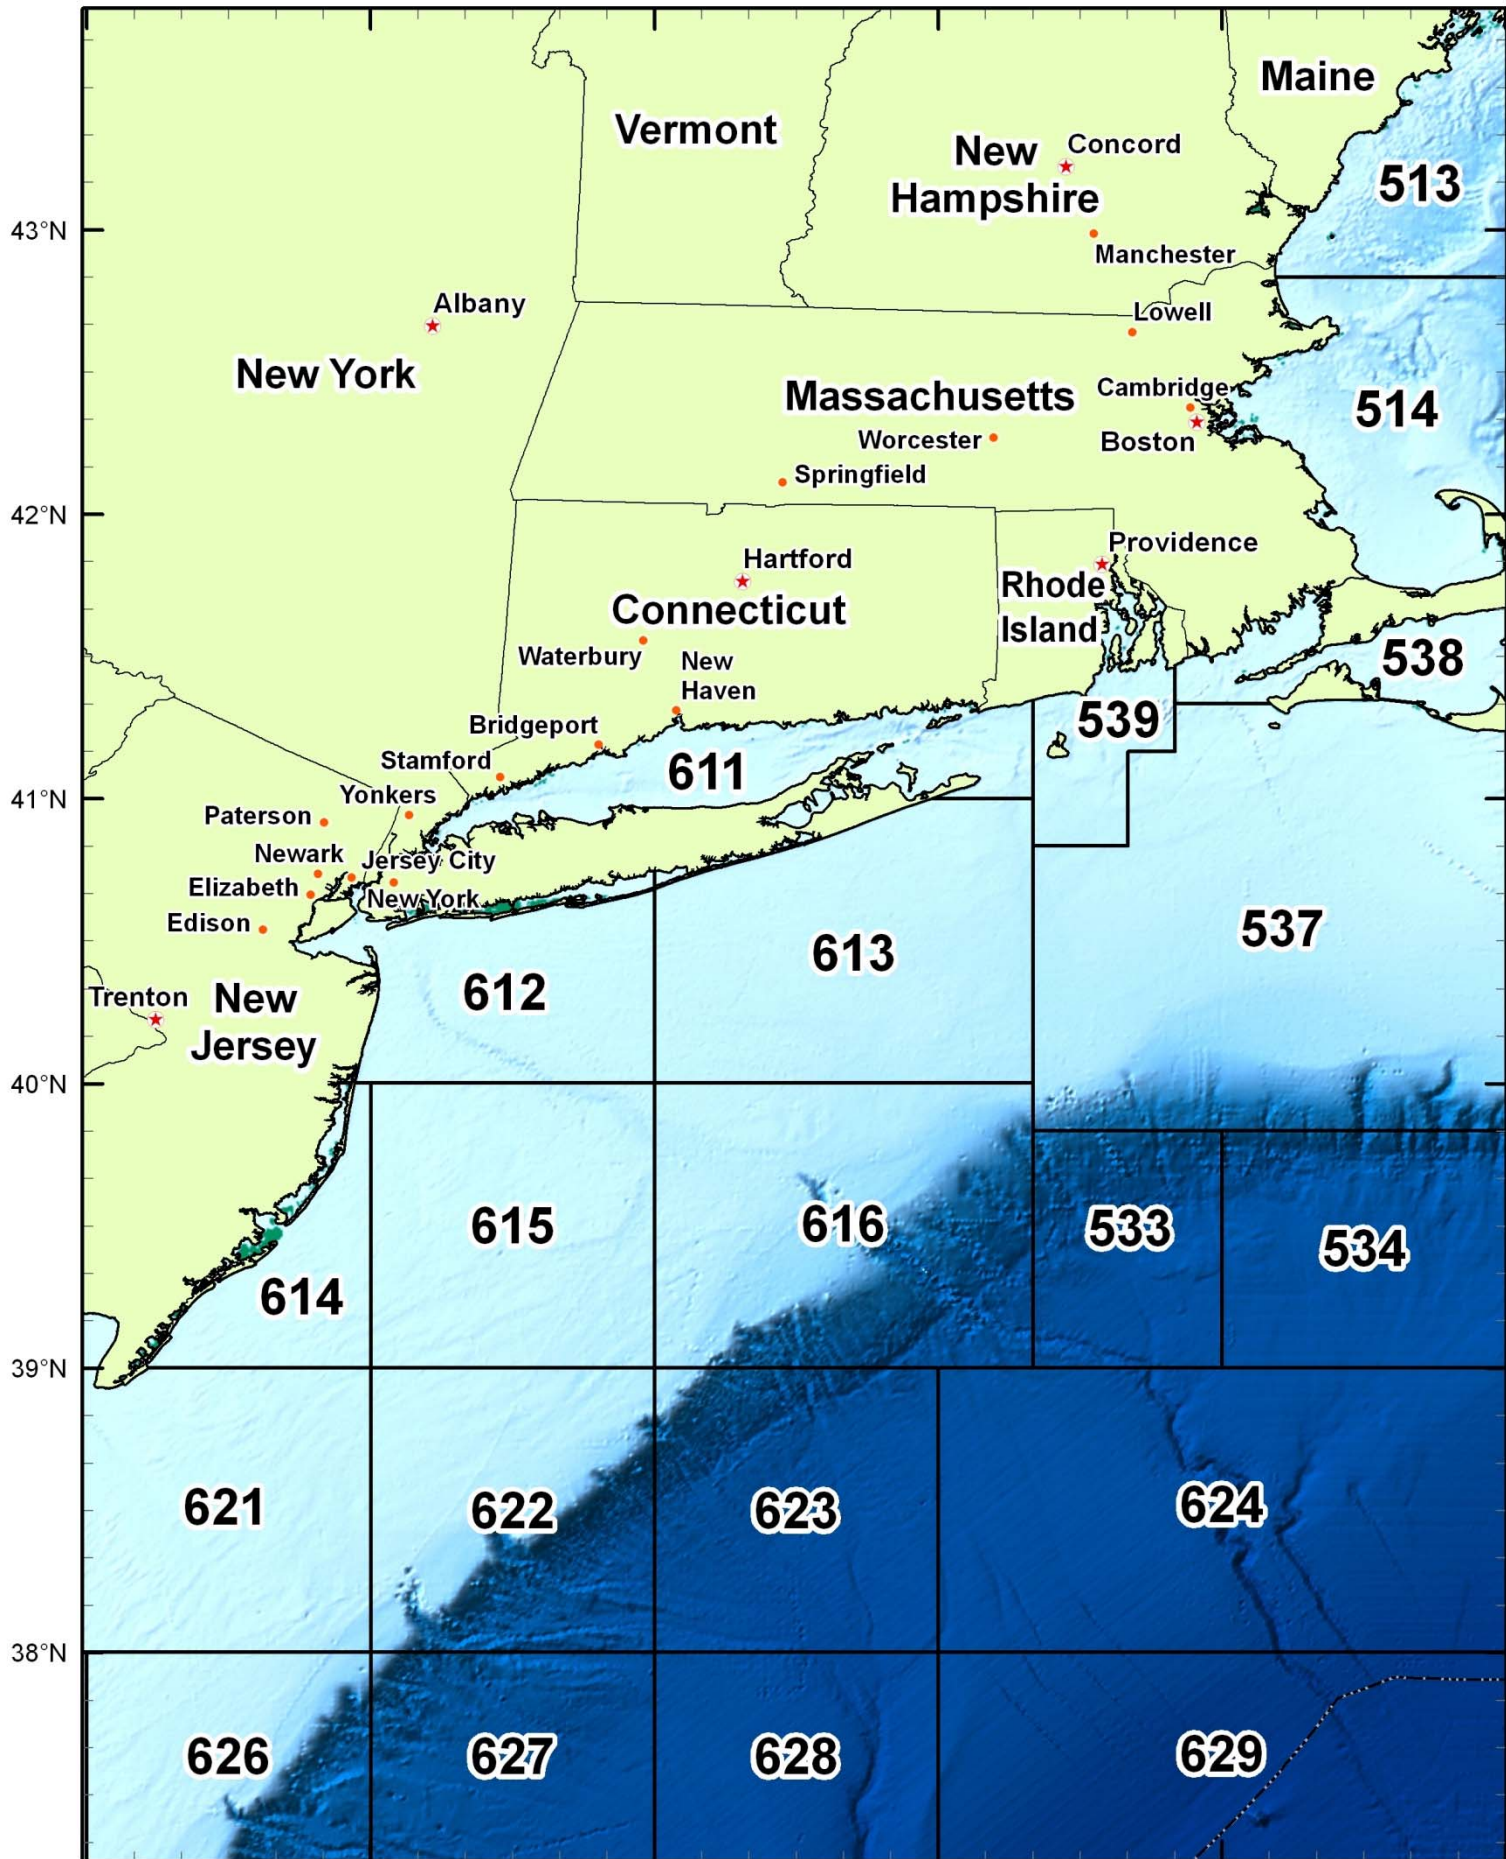 Maine
Vermont
New
Hampshire
Concord
513
43°N
Manchester
Albany
Lowell
New York
Massachusetts
Cambridge
514
Worcester
Boston
Springfield
42°N
Providence
Hartford
Rhode
Island
Connecticut
Waterbury
New
Haven
538
539
Bridgeport
Stamford
611
41°N
Yonkers
Paterson
Newark
Jersey City
Elizabeth
New York
Edison
537
613
612
Trenton
New
Jersey
40°N
615
616
533
534
614
39°N
621
622
623
624
38°N
626
627
628
629